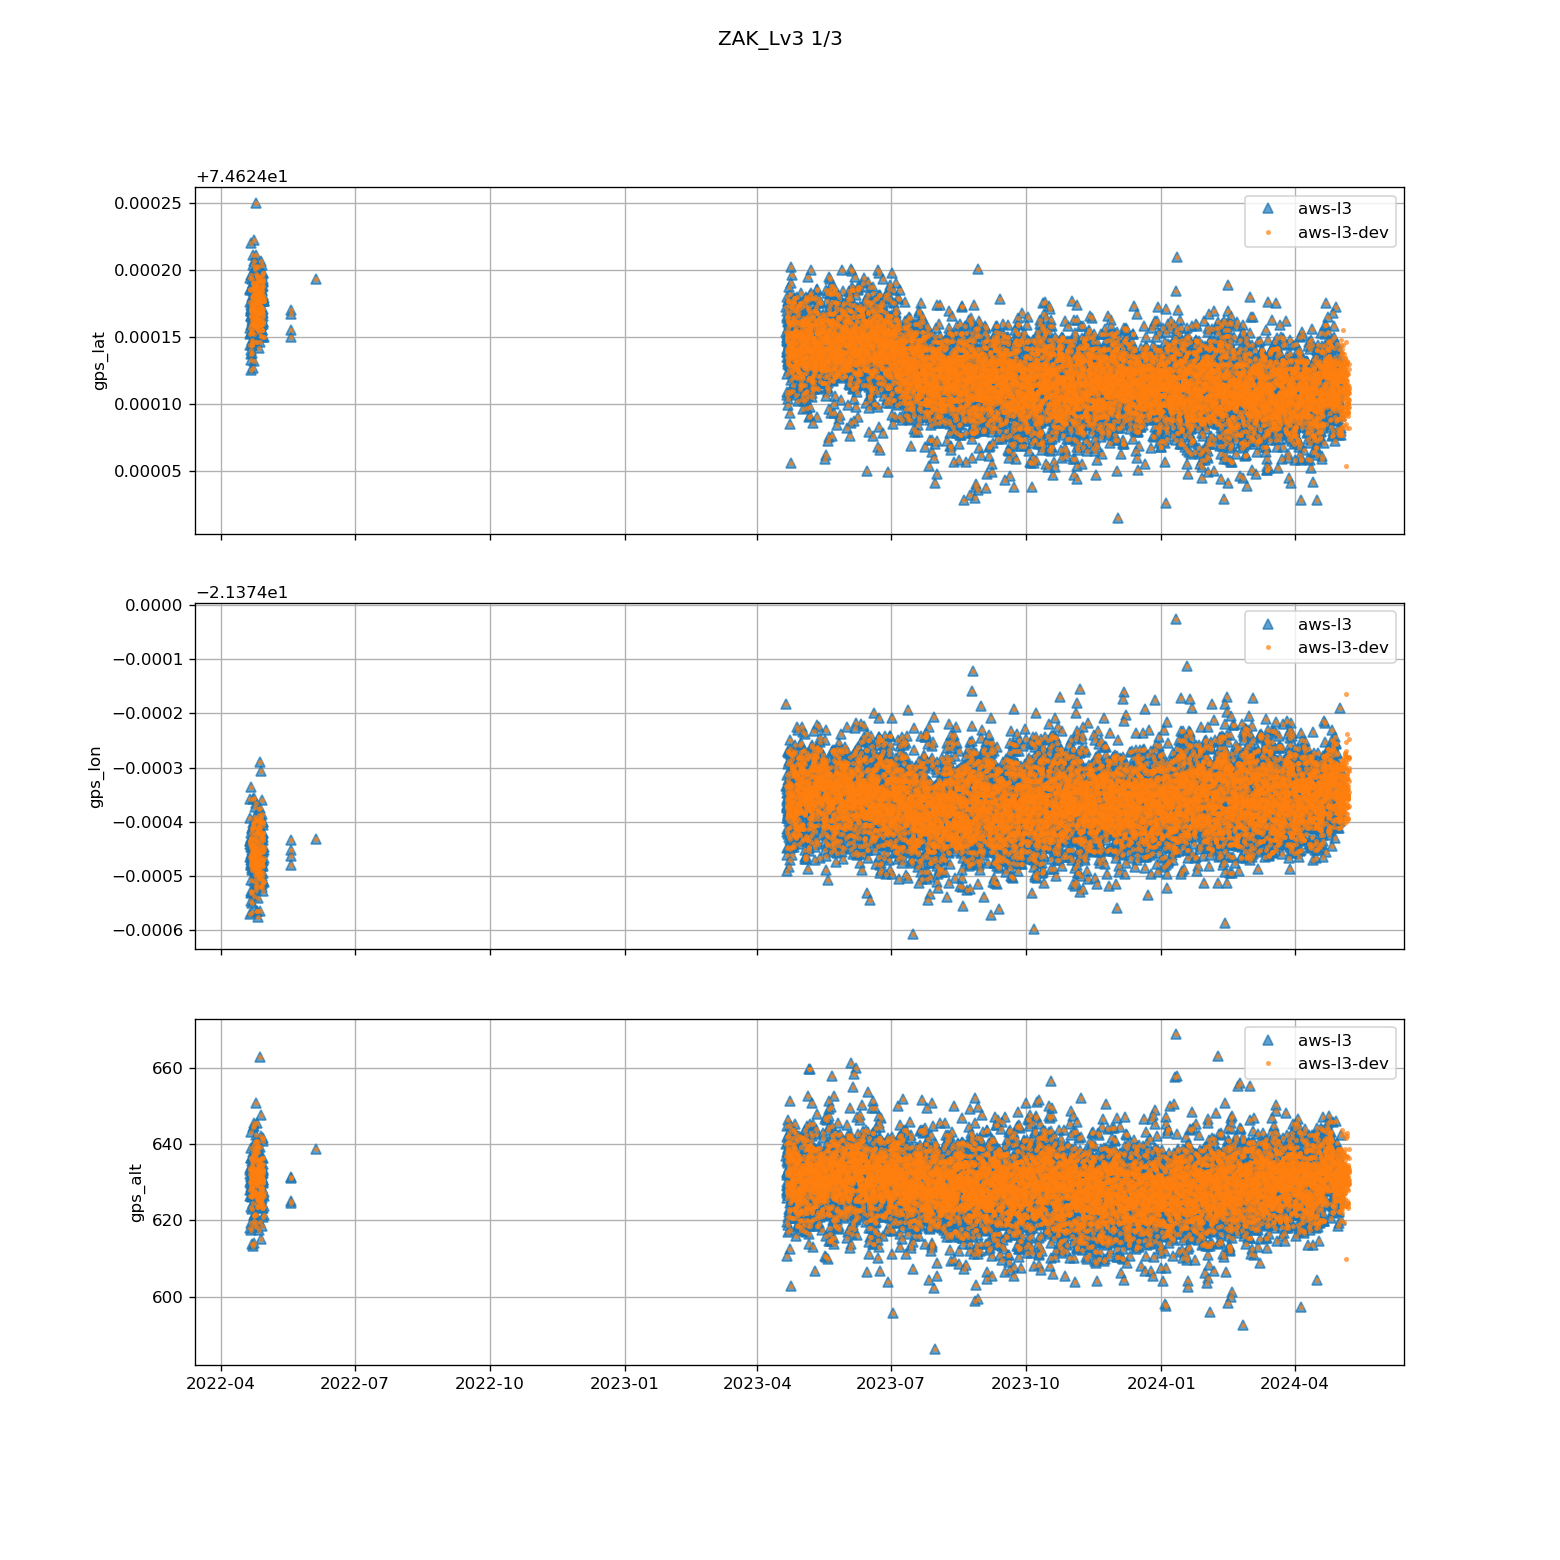 ZAK_Lv3 1/3
+7.4624e1
0.00025
0.00020
0.00015
0.00010
0.00005
gps_lat
aws-l3
aws-l3-dev
−2.1374e1
0.0000
−0.0001
−0.0002
−0.0003
−0.0004
−0.0005
−0.0006
gps_lon
aws-l3
aws-l3-dev
660
640
620
600
gps_alt
aws-l3
aws-l3-dev
2022-04 2022-07 2022-10 2023-01 2023-04 2023-07 2023-10 2024-01 2024-04